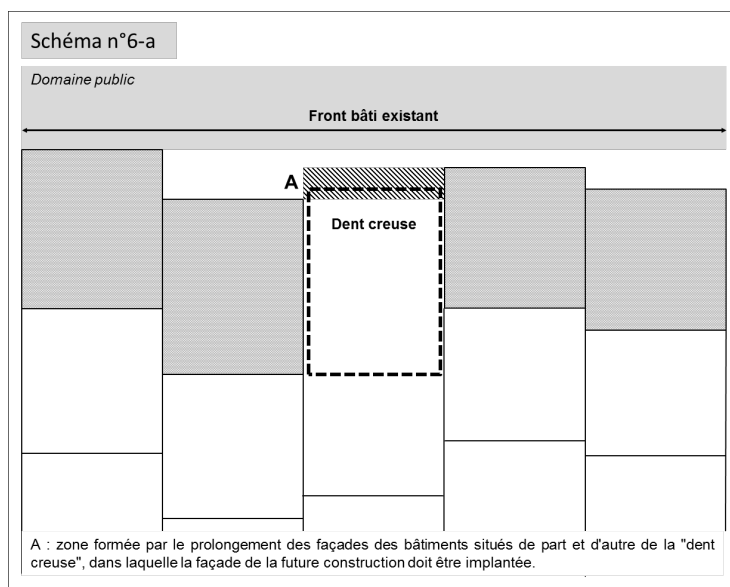 Schéma n°6-a
Domaine public
Front bâti existant
A
Dent creuse
A : zone formée par le prolongement des façades des bâtiments situés de part et d'autre de la "dent
creuse", dans laquelle la façade de la future construction doit être implantée.